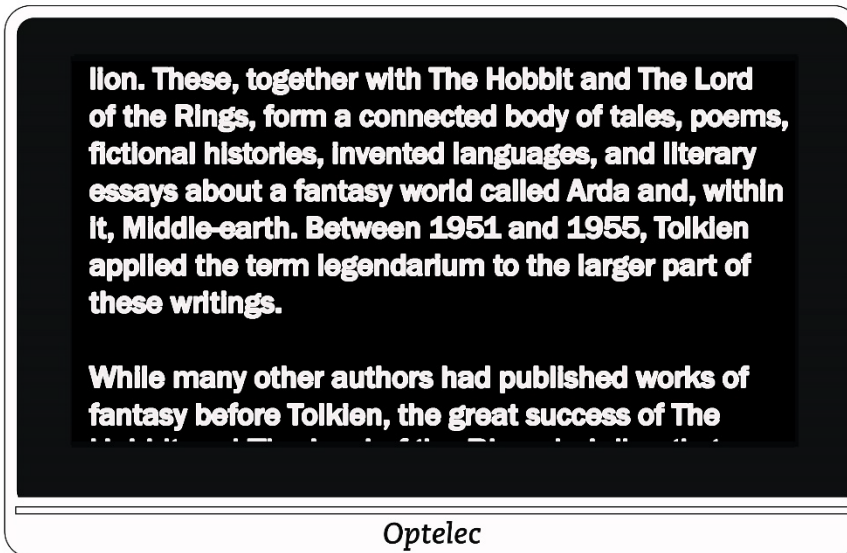 lion. These, together with The Hobbit and The Lord
of the Rings, form a connected body of tales, poems,
fictional histories, invented languages, and literary
essays about a fantasy world called Arda and, within
it, Middle-earth. Between 1951 and 1955, Tolkien
applied the term legendarium to the larger part of
these writings.
While many other authors had published works of
fantasy before Tolkien, the great success of The
Optelec